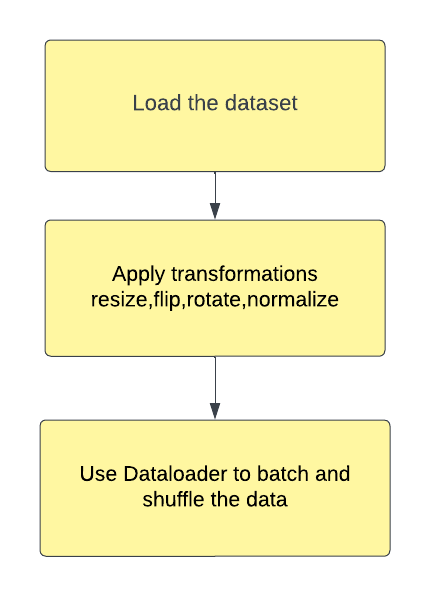 Load the dataset
Apply transformations
resize,flip,rotate,normalize
Use Dataloader to batch and
shuffle the data